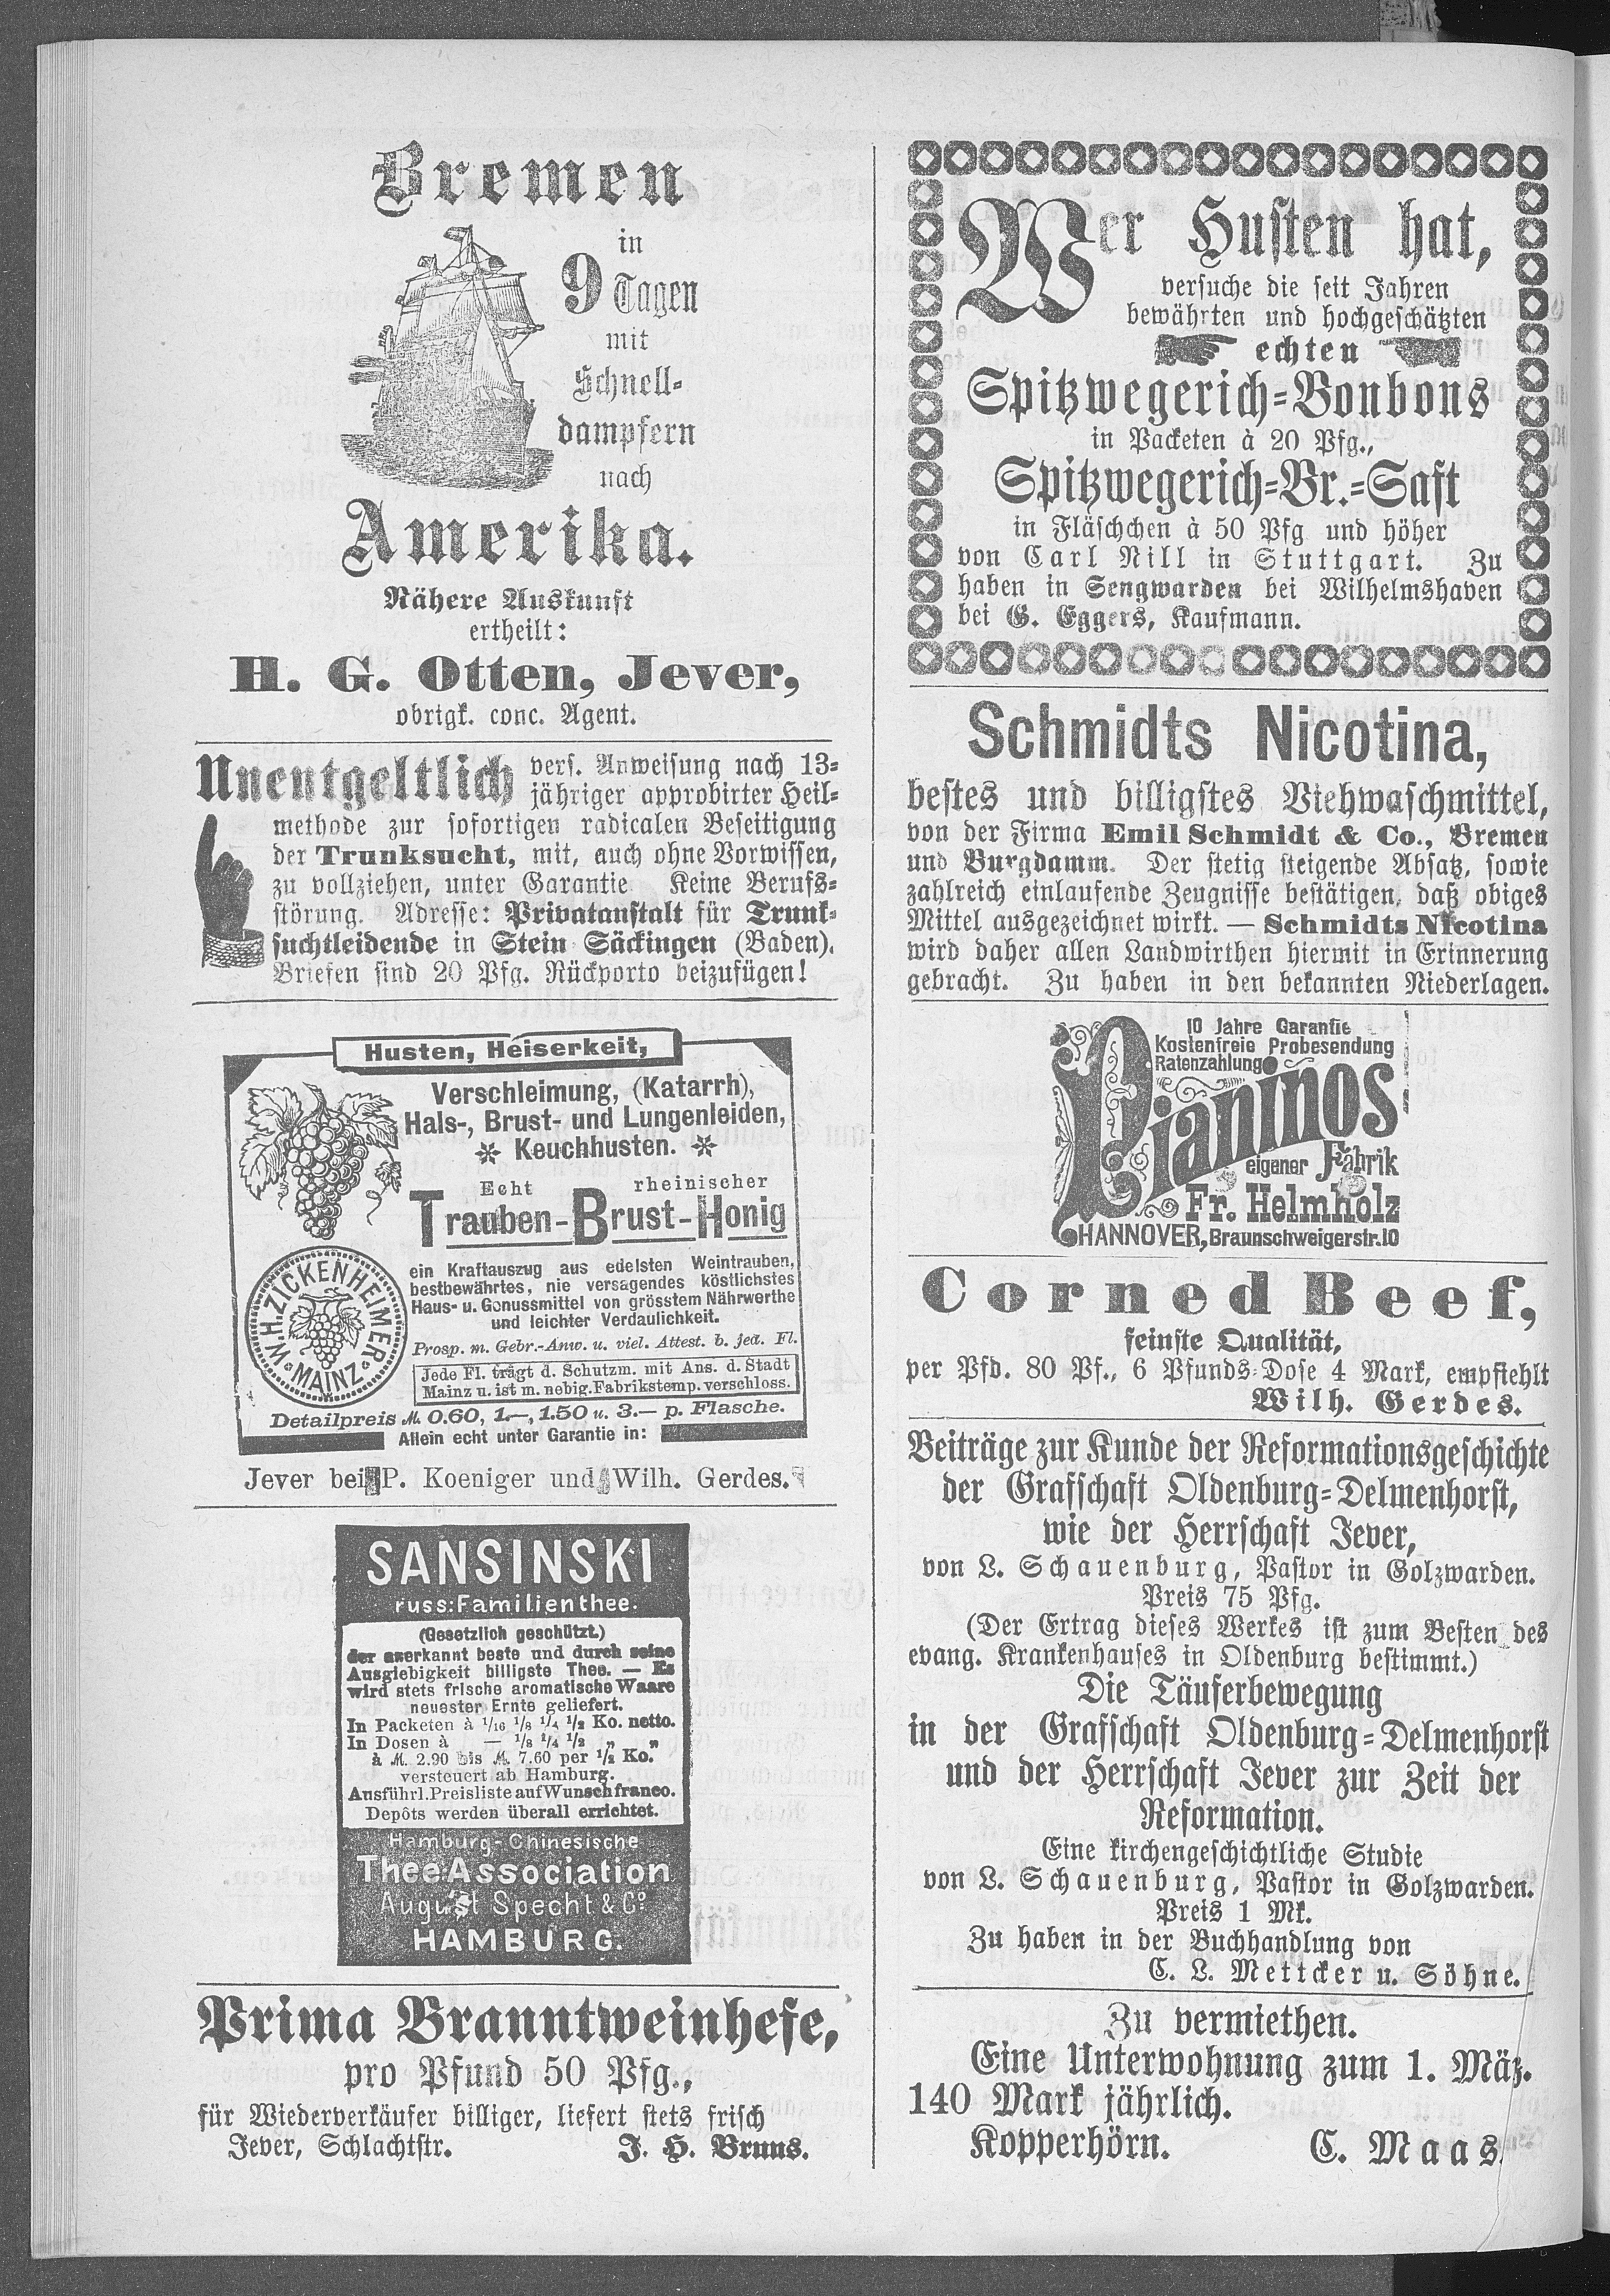 Bremen
in
9 Tagen
mit
Schnell-
dampfern
nach
Amerika.
Nähere Auskunft
ertheilt:
H. G. Otten, Jever,
obrigk. conc. Agent.
Unentgeltlich vers. Anweisung nach 13-
jähriger approbirter Heil-
methode zur sofortigen radicalen Beseitigung
der Trunksucht, mit, auch ohne Vorwissen,
zu vollziehen, unter Garantie Keine Berufs-
störung. Adresse: Privatanstalt für Trunk-
suchtleidende in Stein Säckingen (Baden).
Briefen sind 20 Pfg. Rückporto beizufügen!
Husten, Heiserkeit,
Verschleimung, (Katarrh),
Hals-, Brust- und Lungenleiden,
Keuchhusten.
Echt rheinischer
Trauben-Brust-Honig
W.H. ZICKENHEIMER
MAINZ
ein Kraftauszug aus edelsten Weintrauben,
bestbewährtes, nie versagendes köstlichstes
Haus- u. Genussmittel von grösstem Nährwerthe
und leichter Verdaulichkeit.
Prosp. m. Gebr.-Anw. u. viel. Attest. b. jed. Fl.
Jede Fl. trägt d. Schutzm. mit Ans. d. Stadt
Mainz u. ist m. nebig. Fabrikstemp. verschloss.
Detailpreis M. 0.60, 1.—, 1.50 u. 3.— p. Flasche.
Allein echt unter Garantie in:
Jever bei P. Koeniger und Wilh. Gerdes.
SANSINSKI
russ: Familienthee.
(Gesetzlich geschützt.)
der anerkannt beste und durch seine
Ausgiebigkeit billigste Thee. — Es
wird stets frische aromatische Waare
neuester Ernte geliefert.
In Packeten à 1/16 1/8 1/4 1/2 Ko. netto.
In Dosen à — 1/8 1/4 1/2 „ „
à M. 2.90 bis M. 7.60 per 1/2 Ko.
versteuert ab Hamburg.
Ausführl. Preisliste auf Wunsch franco.
Depôts werden überall errichtet.
Hamburg-Chinesische
Thee Association
August Specht & Co.
HAMBURG.
Prima Branntweinhefe,
pro Pfund 50 Pfg.,
für Wiederverkäufer billiger, liefert stets frisch
Jever, Schlachtstr. J. H. Bruns.
Wer Husten hat,
versuche die seit Jahren
bewährten und hochgeschätzten
echten
Spitzwegerich-Bonbons
in Packeten à 20 Pfg.,
Spitzwegerich-Br.-Saft
in Fläschchen à 50 Pfg und höher
von Carl Nill in Stuttgart. Zu
haben in Sengwarden bei Wilhelmshaven
bei G. Eggers, Kaufmann.
Schmidts Nicotina,
bestes und billigstes Viehwaschmittel,
von der Firma Emil Schmidt & Co., Bremen
und Burgdamm. Der stetig steigende Absatz, sowie
zahlreich einlaufende Zeugnisse bestätigen, daß obiges
Mittel ausgezeichnet wirkt. — Schmidts Nicotina
wird daher allen Landwirthen hiermit in Erinnerung
gebracht. Zu haben in den bekannten Niederlagen.
10 Jahre Garantie
Kostenfreie Probesendung
Ratenzahlung
Pianinos
eigener Fabrik
Fr. Helmholz
HANNOVER, Braunschweigerstr. 10
Corned Beef,
feinste Qualität,
per Pfd. 80 Pf., 6 Pfunds-Dose 4 Mark, empfiehlt
Wilh. Gerdes.
Beiträge zur Kunde der Reformationsgeschichte
der Grafschaft Oldenburg-Delmenhorst,
wie der Herrschaft Jever,
von L. Schauenburg, Pastor in Golzwarden.
Preis 75 Pfg.
(Der Ertrag dieses Werkes ist zum Besten des
evang. Krankenhauses in Oldenburg bestimmt.)
Die Täuferbewegung
in der Grafschaft Oldenburg-Delmenhorst
und der Herrschaft Jever zur Zeit der
Reformation.
Eine kirchengeschichtliche Studie
von L. Schauenburg, Pastor in Golzwarden.
Preis 1 Mk.
Zu haben in der Buchhandlung von
C. L. Mettcker u. Söhne.
Zu vermiethen.
Eine Unterwohnung zum 1. Mäz.
140 Mark jährlich.
Kopperhörn. C. Maas.